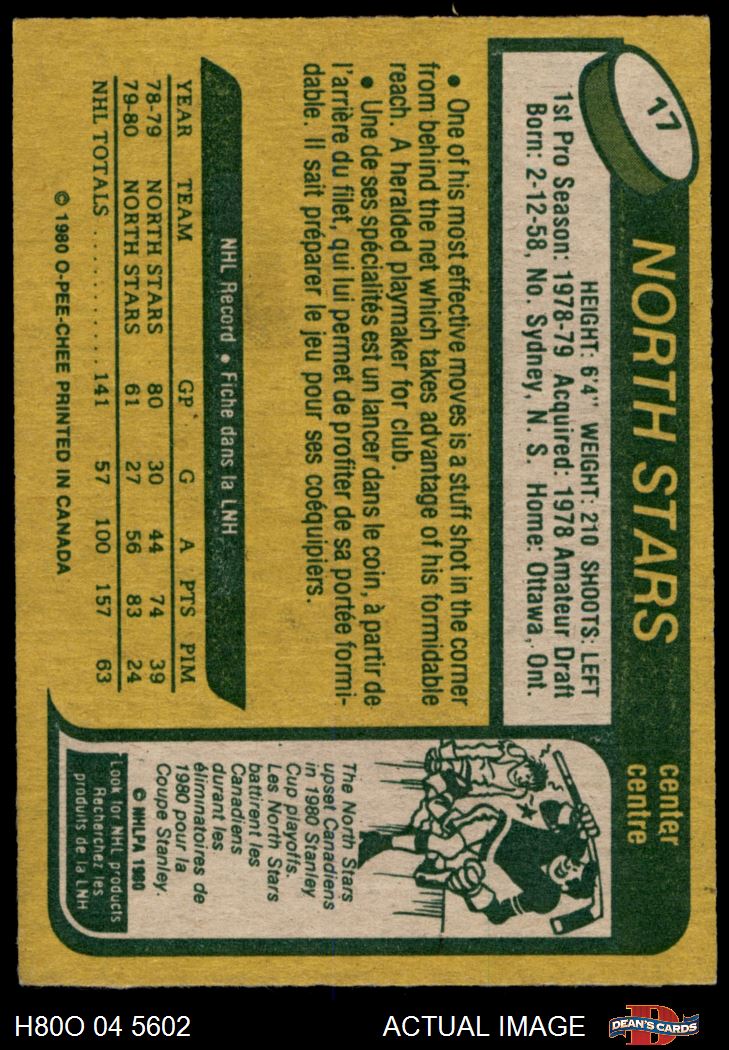 17
NORTH STARS
center
centre
HEIGHT: 6'4" WEIGHT: 210 SHOOTS: LEFT
1st Pro Season: 1978-79 Acquired: 1978 Amateur Draft
Born: 2-12-58, No. Sydney, N. S. Home: Ottawa, Ont.
• One of his most effective moves is a stuff shot in the corner
from behind the net which takes advantage of his formidable
reach. A heralded playmaker for club.
• Une de ses spécialités est un lancer dans le coin, à partir de
l'arrière du filet, qui lui permet de profiter de sa portée formi-
dable. Il sait préparer le jeu pour ses coéquipiers.
NHL Record • Fiche dans la LNH
YEAR TEAM GP G A PTS PIM
78-79 NORTH STARS 80 30 44 74 39
79-80 NORTH STARS 61 27 56 83 24
NHL TOTALS .......... 141 57 100 157 63
© 1980 O-PEE-CHEE PRINTED IN CANADA
The North Stars
upset Canadiens
in 1980 Stanley
Cup playoffs.
Les North Stars
battirent les
Canadiens
durant les
éliminatoires de
1980 pour la
Coupe Stanley.
© NHLPA 1980
Look for NHL products
Recherchez les
produits de la LNH
H80O 04 5602
ACTUAL IMAGE
D
DEAN'S CARDS